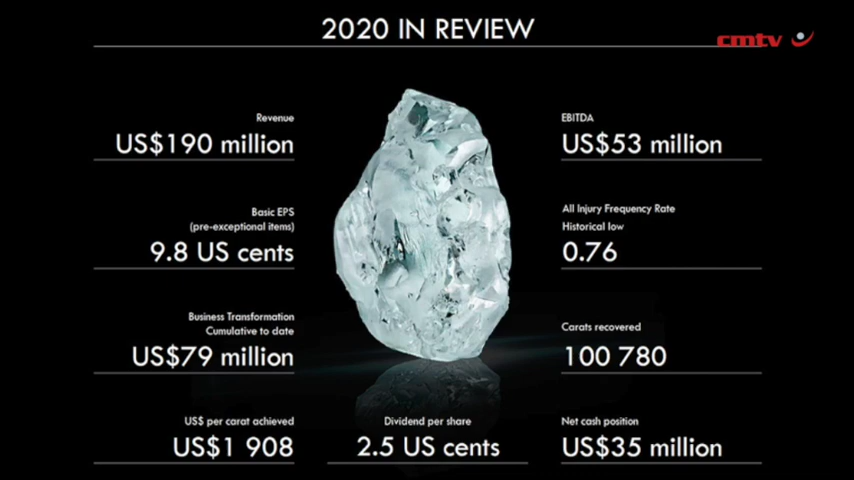 2020 IN REVIEW
cmtv
Revenue
US$190 million
EBITDA
US$53 million
Basic EPS
(pre-exceptional items)
9.8 US cents
All Injury Frequency Rate
Historical low
0.76
Business Transformation
Cumulative to date
US$79 million
Carats recovered
100 780
US$ per carat achieved
US$1 908
Dividend per share
2.5 US cents
Net cash position
US$35 million